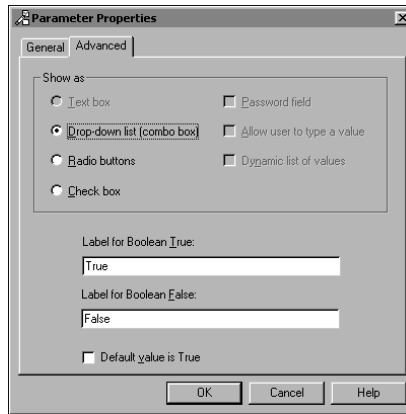 Parameter Properties
General Advanced
Show as
Text box Password field
Drop-down list (combo box) Allow user to type a value
Radio buttons Dynamic list of values
Check box
Label for Boolean True:
True
Label for Boolean False:
False
Default value is True
OK Cancel Help